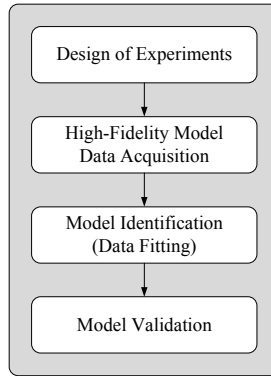 Design of Experiments
High-Fidelity Model
Data Acquisition
Model Identification
(Data Fitting)
Model Validation